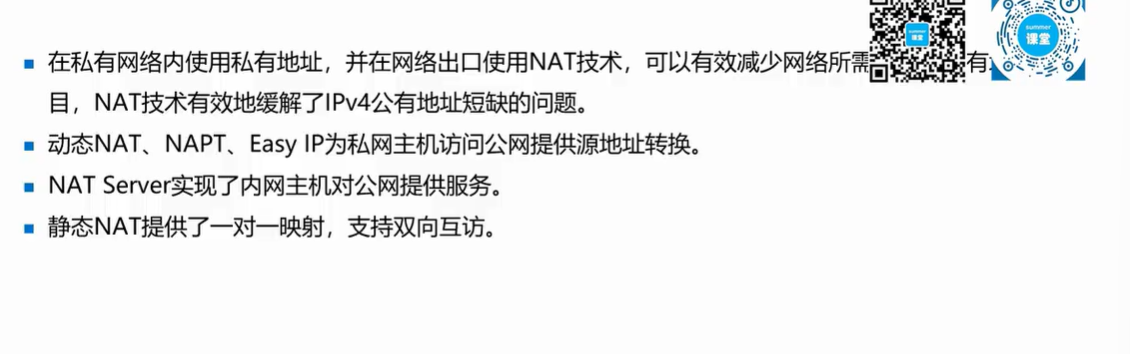 在私有网络内使用私有地址，并在网络出口使用NAT技术，可以有效减少网络所需 有
目，NAT技术有效地缓解了IPv4公有地址短缺的问题。
动态NAT、NAPT、Easy IP为私网主机访问公网提供源地址转换。
NAT Server实现了内网主机对公网提供服务。
静态NAT提供了一对一映射，支持双向互访。
summer
课堂
summer
课堂